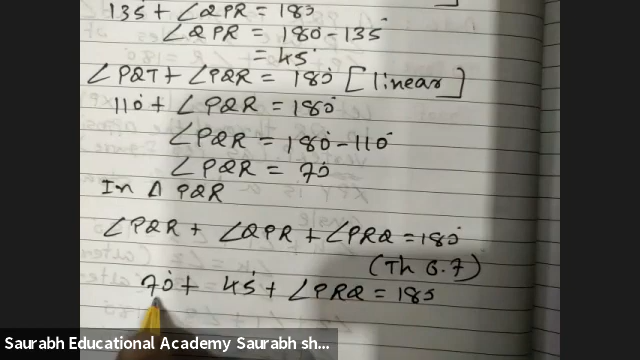 135 + ∠QPR = 180
∠QPR = 180 - 135
= 45
∠PQT + ∠PQR = 180 [linear]
110 + ∠PQR = 180
∠PQR = 180 - 110
∠PQR = 70
In Δ PQR
∠PQR + ∠QPR + ∠PRQ = 180
(Th 6.7)
70 + 45 + ∠PRQ = 180
Saurabh Educational Academy Saurabh sh...